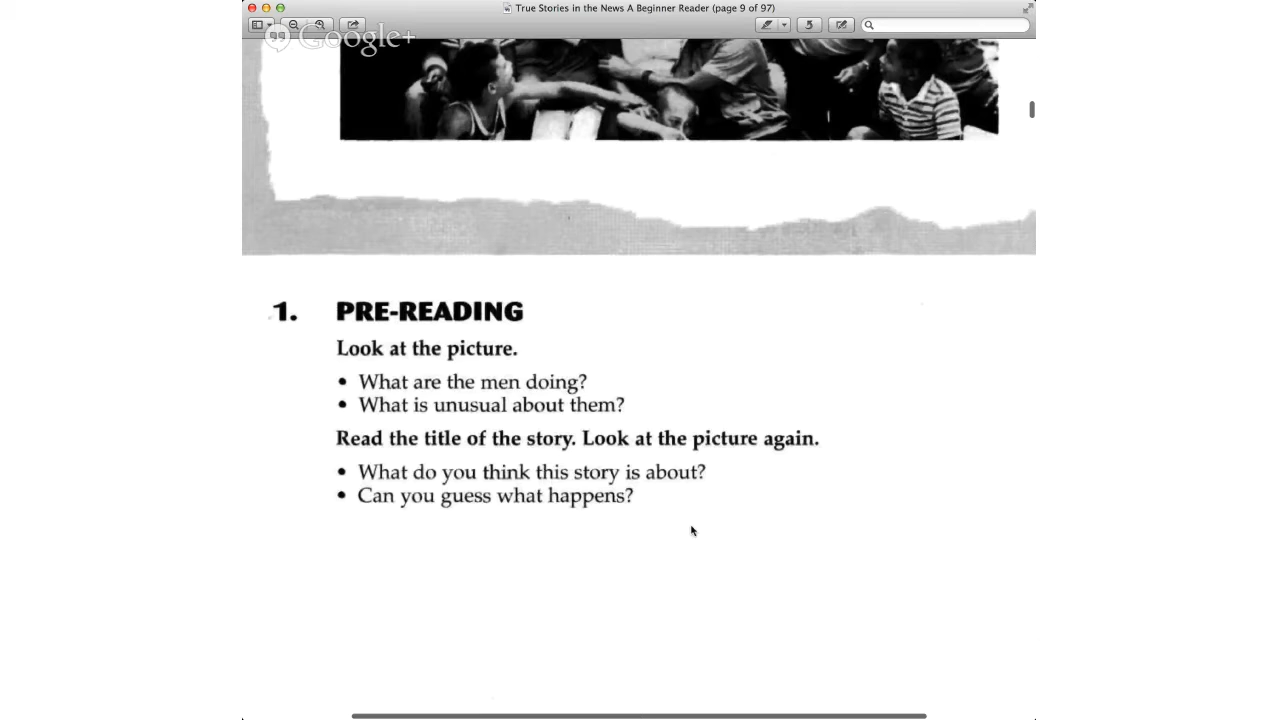 True Stories in the News A Beginner Reader (page 9 of 97)
Google+
1. PRE-READING
Look at the picture.
• What are the men doing?
• What is unusual about them?
Read the title of the story. Look at the picture again.
• What do you think this story is about?
• Can you guess what happens?